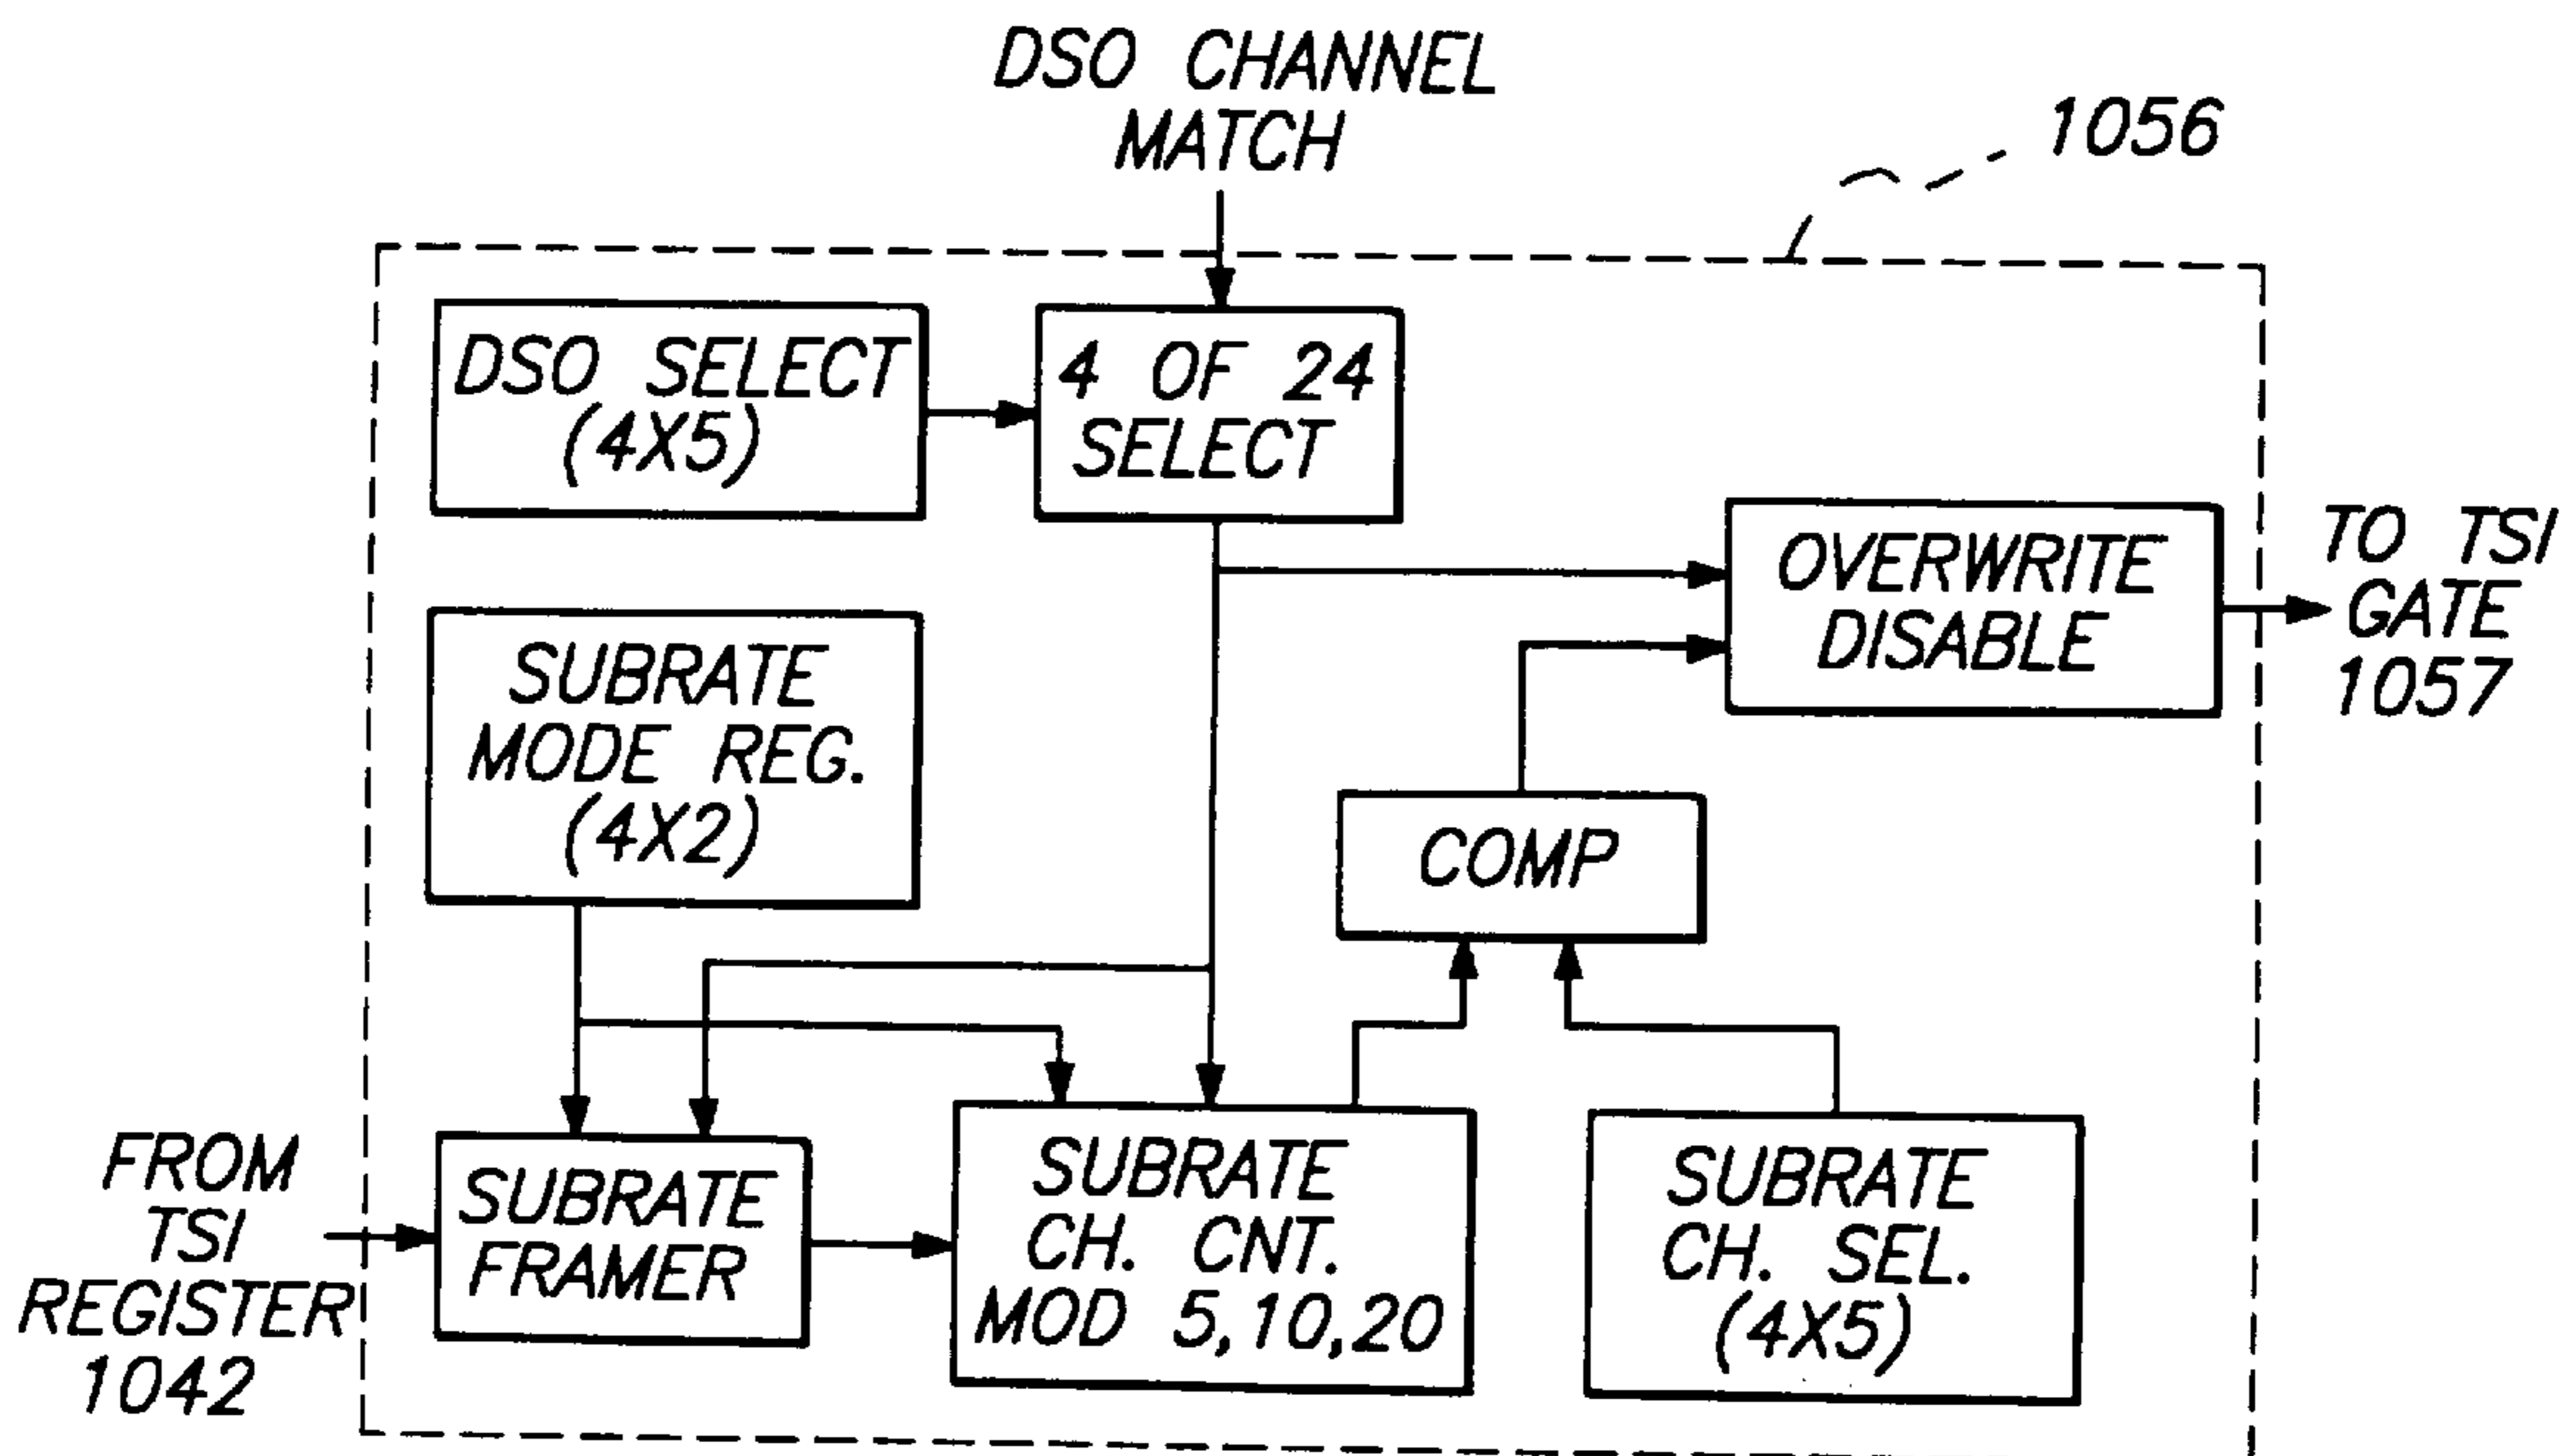 DSO CHANNEL
MATCH
1056
DSO SELECT
(4X5)
4 OF 24
SELECT
OVERWRITE
DISABLE
TO TSI
GATE
1057
SUBRATE
MODE REG.
(4X2)
COMP
FROM
TSI
REGISTER
1042
SUBRATE
FRAMER
SUBRATE
CH. CNT.
MOD 5,10,20
SUBRATE
CH. SEL.
(4X5)